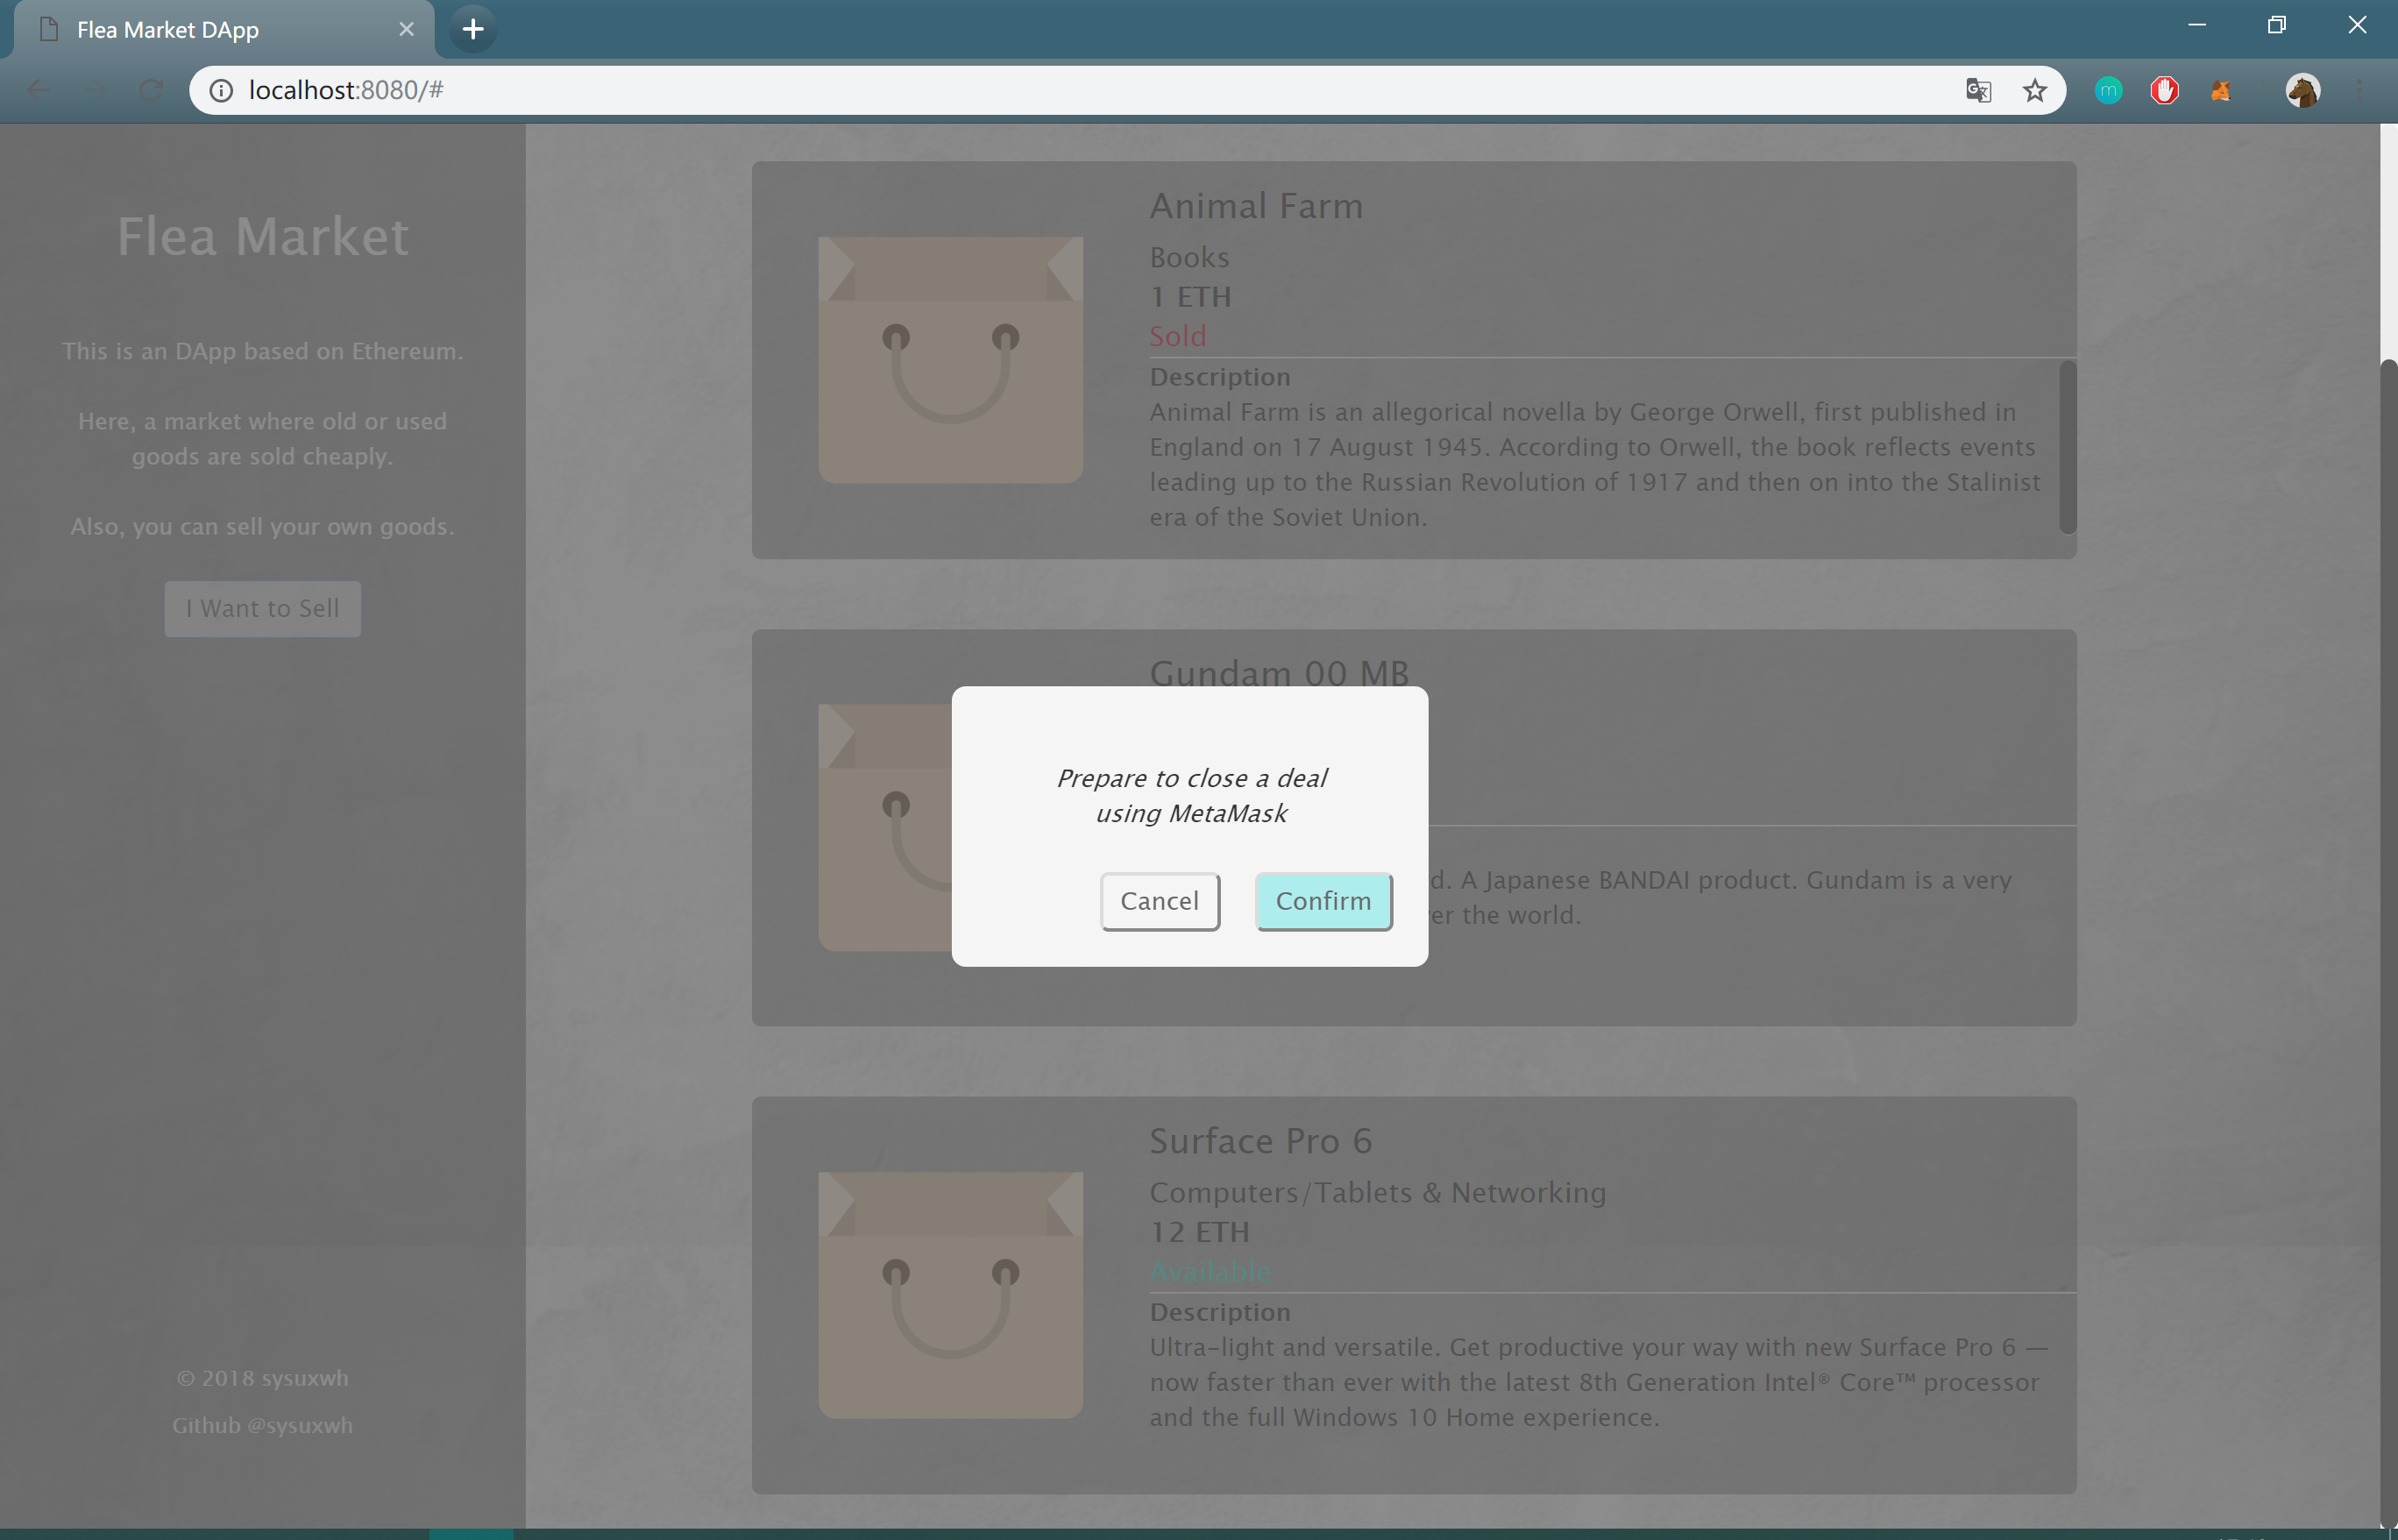 Flea Market DApp
localhost:8080/#
Flea Market
This is an DApp based on Ethereum.
Here, a market where old or used
goods are sold cheaply.
Also, you can sell your own goods.
I Want to Sell
© 2018 sysuxwh
Github @sysuxwh
Animal Farm
Books
1 ETH
Sold
Description
Animal Farm is an allegorical novella by George Orwell, first published in
England on 17 August 1945. According to Orwell, the book reflects events
leading up to the Russian Revolution of 1917 and then on into the Stalinist
era of the Soviet Union.
Gundam 00 MB
d. A Japanese BANDAI product. Gundam is a very
er the world.
Prepare to close a deal
using MetaMask
Cancel
Confirm
Surface Pro 6
Computers/Tablets & Networking
12 ETH
Available
Description
Ultra-light and versatile. Get productive your way with new Surface Pro 6 —
now faster than ever with the latest 8th Generation Intel® Core™ processor
and the full Windows 10 Home experience.